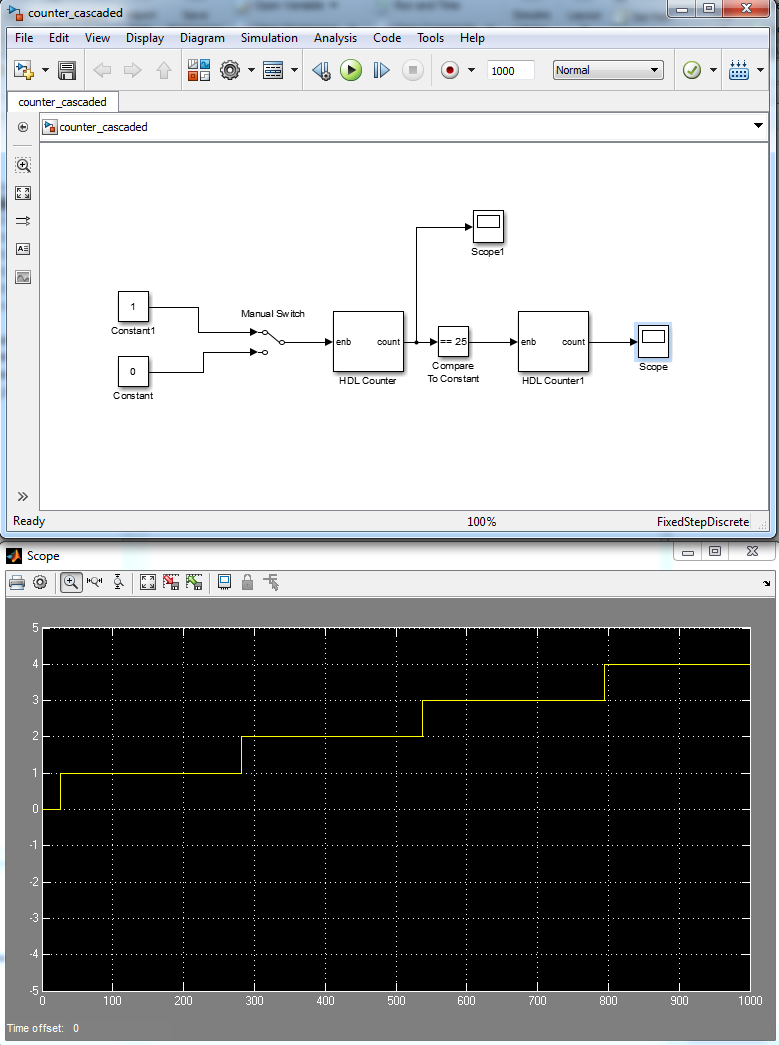 counter_cascaded
File Edit View Display Diagram Simulation Analysis Code Tools Help
1000 Normal
counter_cascaded
counter_cascaded
Scope1
1
Constant1
Manual Switch
0
Constant
enb count
HDL Counter
== 25
Compare
To Constant
enb count
HDL Counter1
Scope
Ready 100% FixedStepDiscrete
Scope
5
4
3
2
1
0
-1
-2
-3
-4
-5
0 100 200 300 400 500 600 700 800 900 1000
Time offset: 0